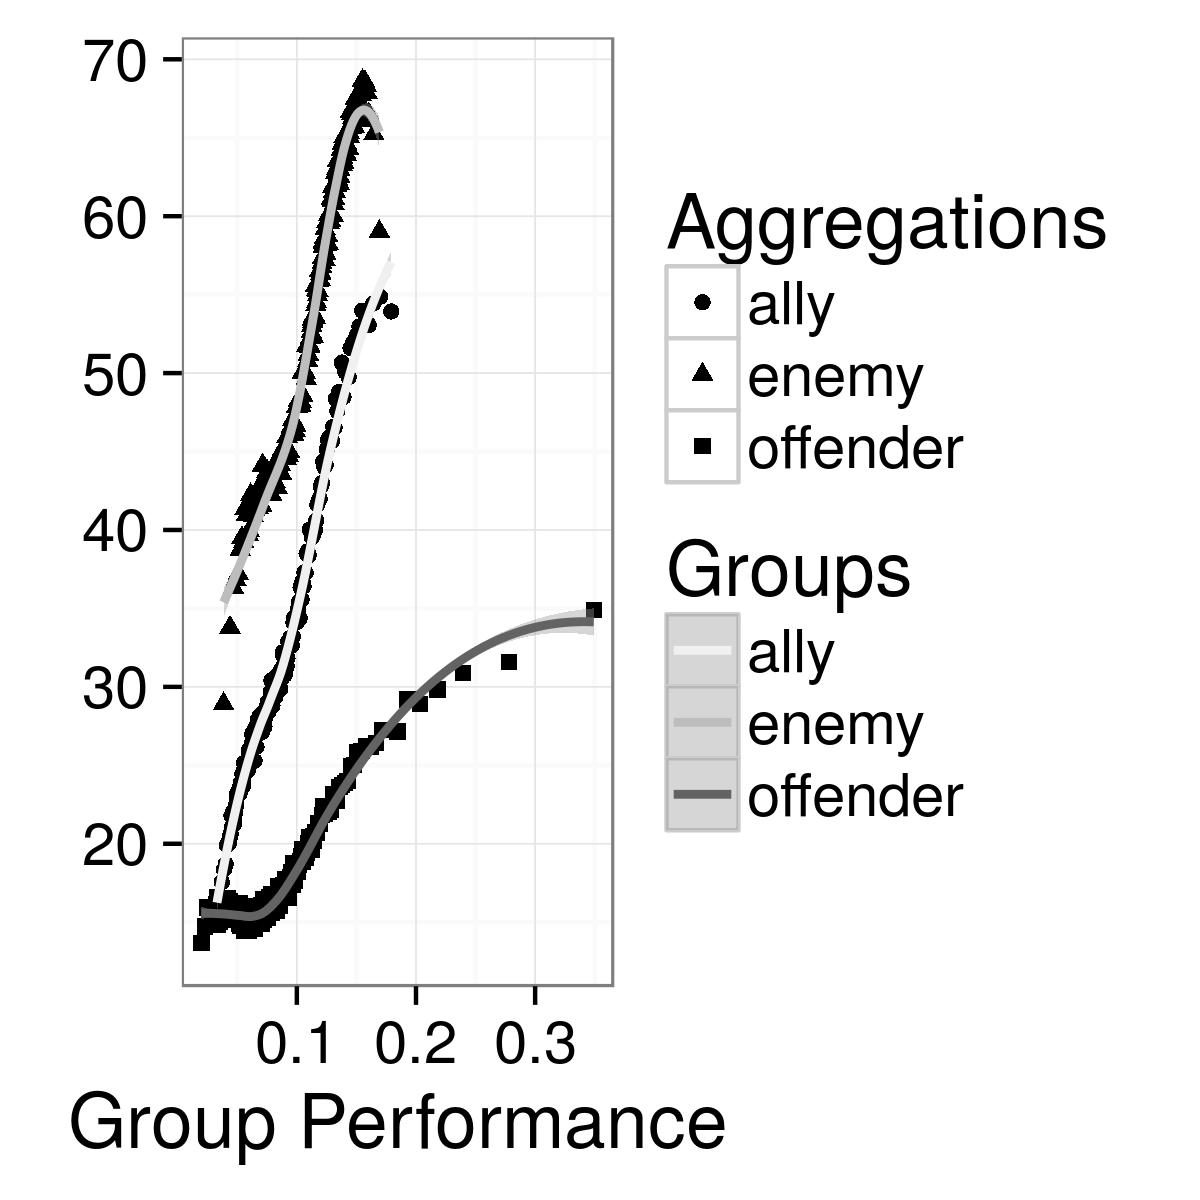 70
60
50
40
30
20
0.1 0.2 0.3
Group Performance
Aggregations
ally
enemy
offender
Groups
ally
enemy
offender